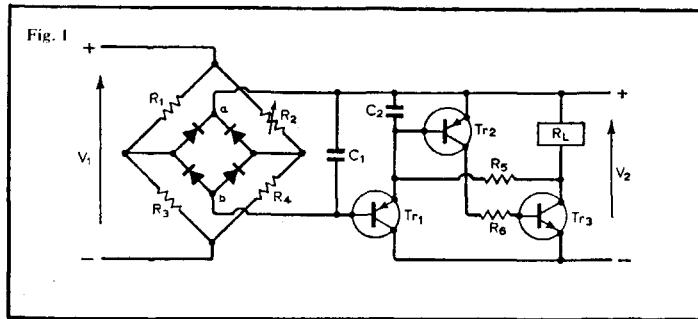 Fig. 1
+
+
R1
a
R2
C2
Tr2
RL
V1
C1
R5
V2
b
R3
R4
Tr1
R6
Tr3
−
−